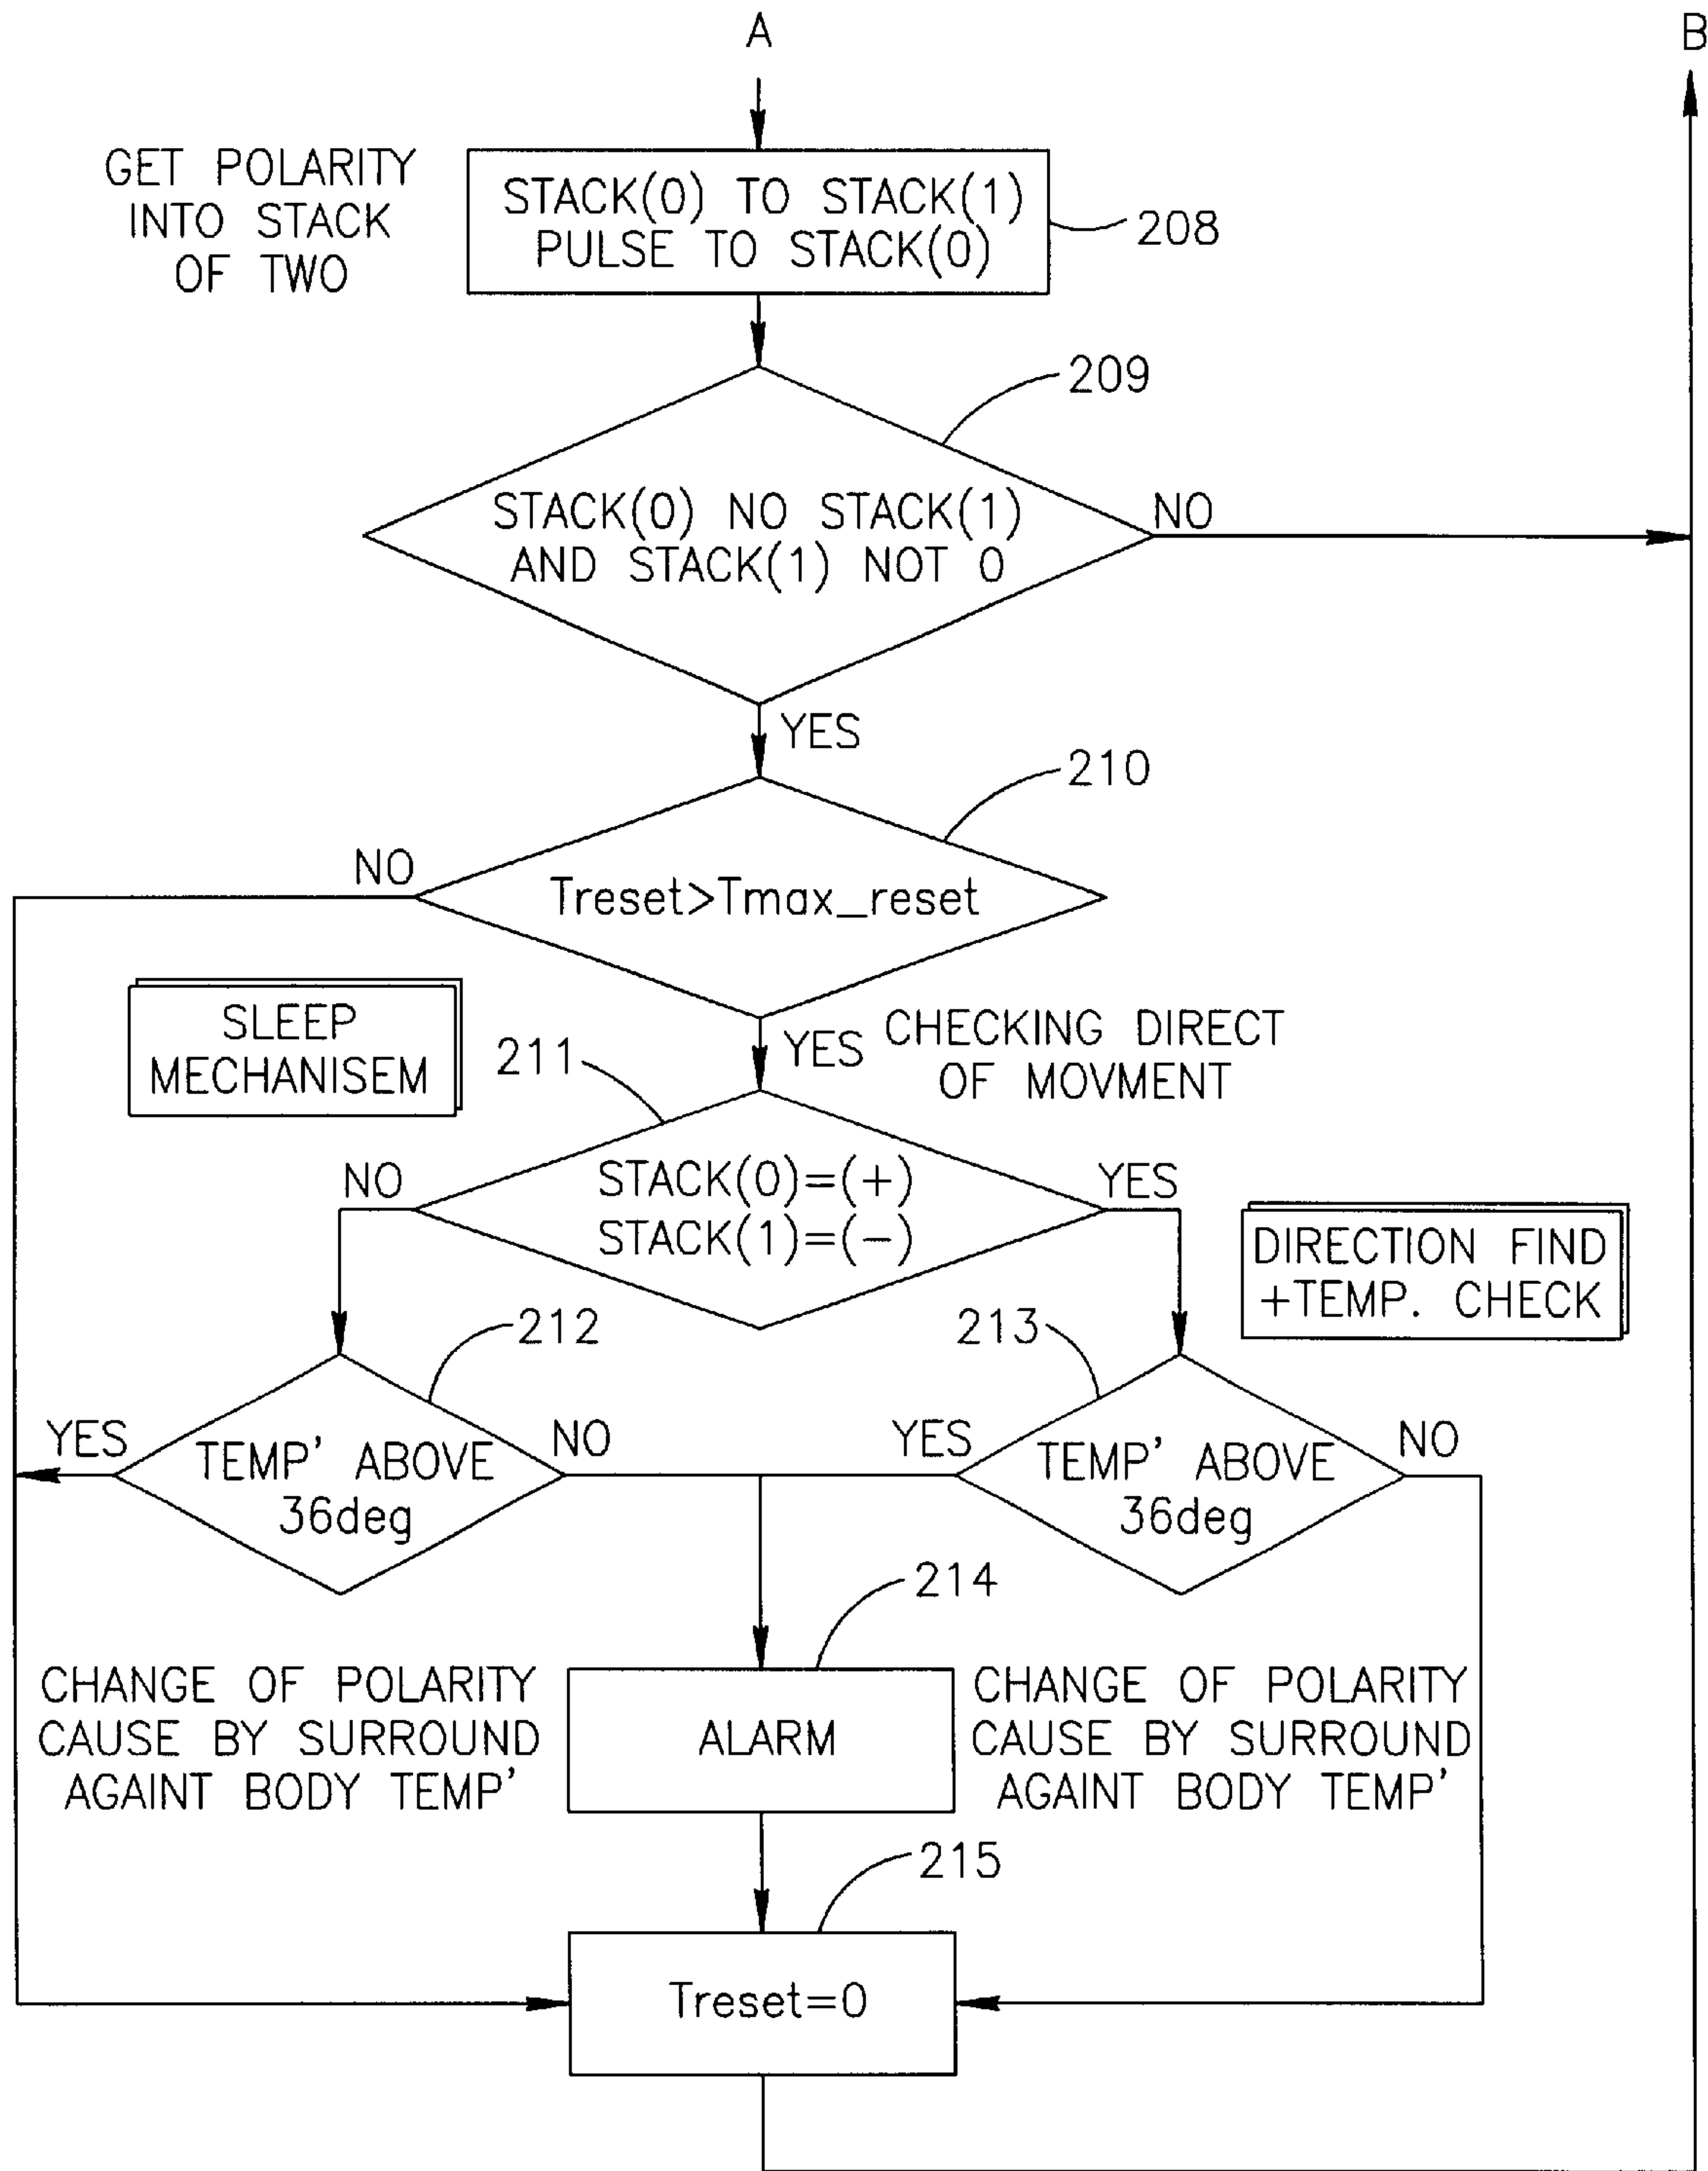 A
B
GET POLARITY
INTO STACK
OF TWO
STACK(0) TO STACK(1)
PULSE TO STACK(0)
208
209
STACK(0) NO STACK(1)
AND STACK(1) NOT 0
NO
YES
210
NO
Treset>Tmax_reset
SLEEP
MECHANISEM
YES
CHECKING DIRECT
OF MOVMENT
211
NO
STACK(0)=(+)
STACK(1)=(-)
YES
DIRECTION FIND
+TEMP. CHECK
212
213
YES
TEMP' ABOVE
36deg
NO
YES
TEMP' ABOVE
36deg
NO
214
CHANGE OF POLARITY
CAUSE BY SURROUND
AGAINT BODY TEMP'
ALARM
CHANGE OF POLARITY
CAUSE BY SURROUND
AGAINT BODY TEMP'
215
Treset=0